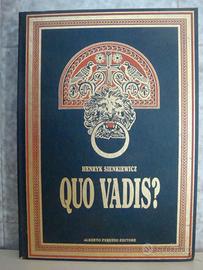 HENRYK SIENKIEWICZ
QUO VADIS?
ALBERTO PERUZZO EDITORE